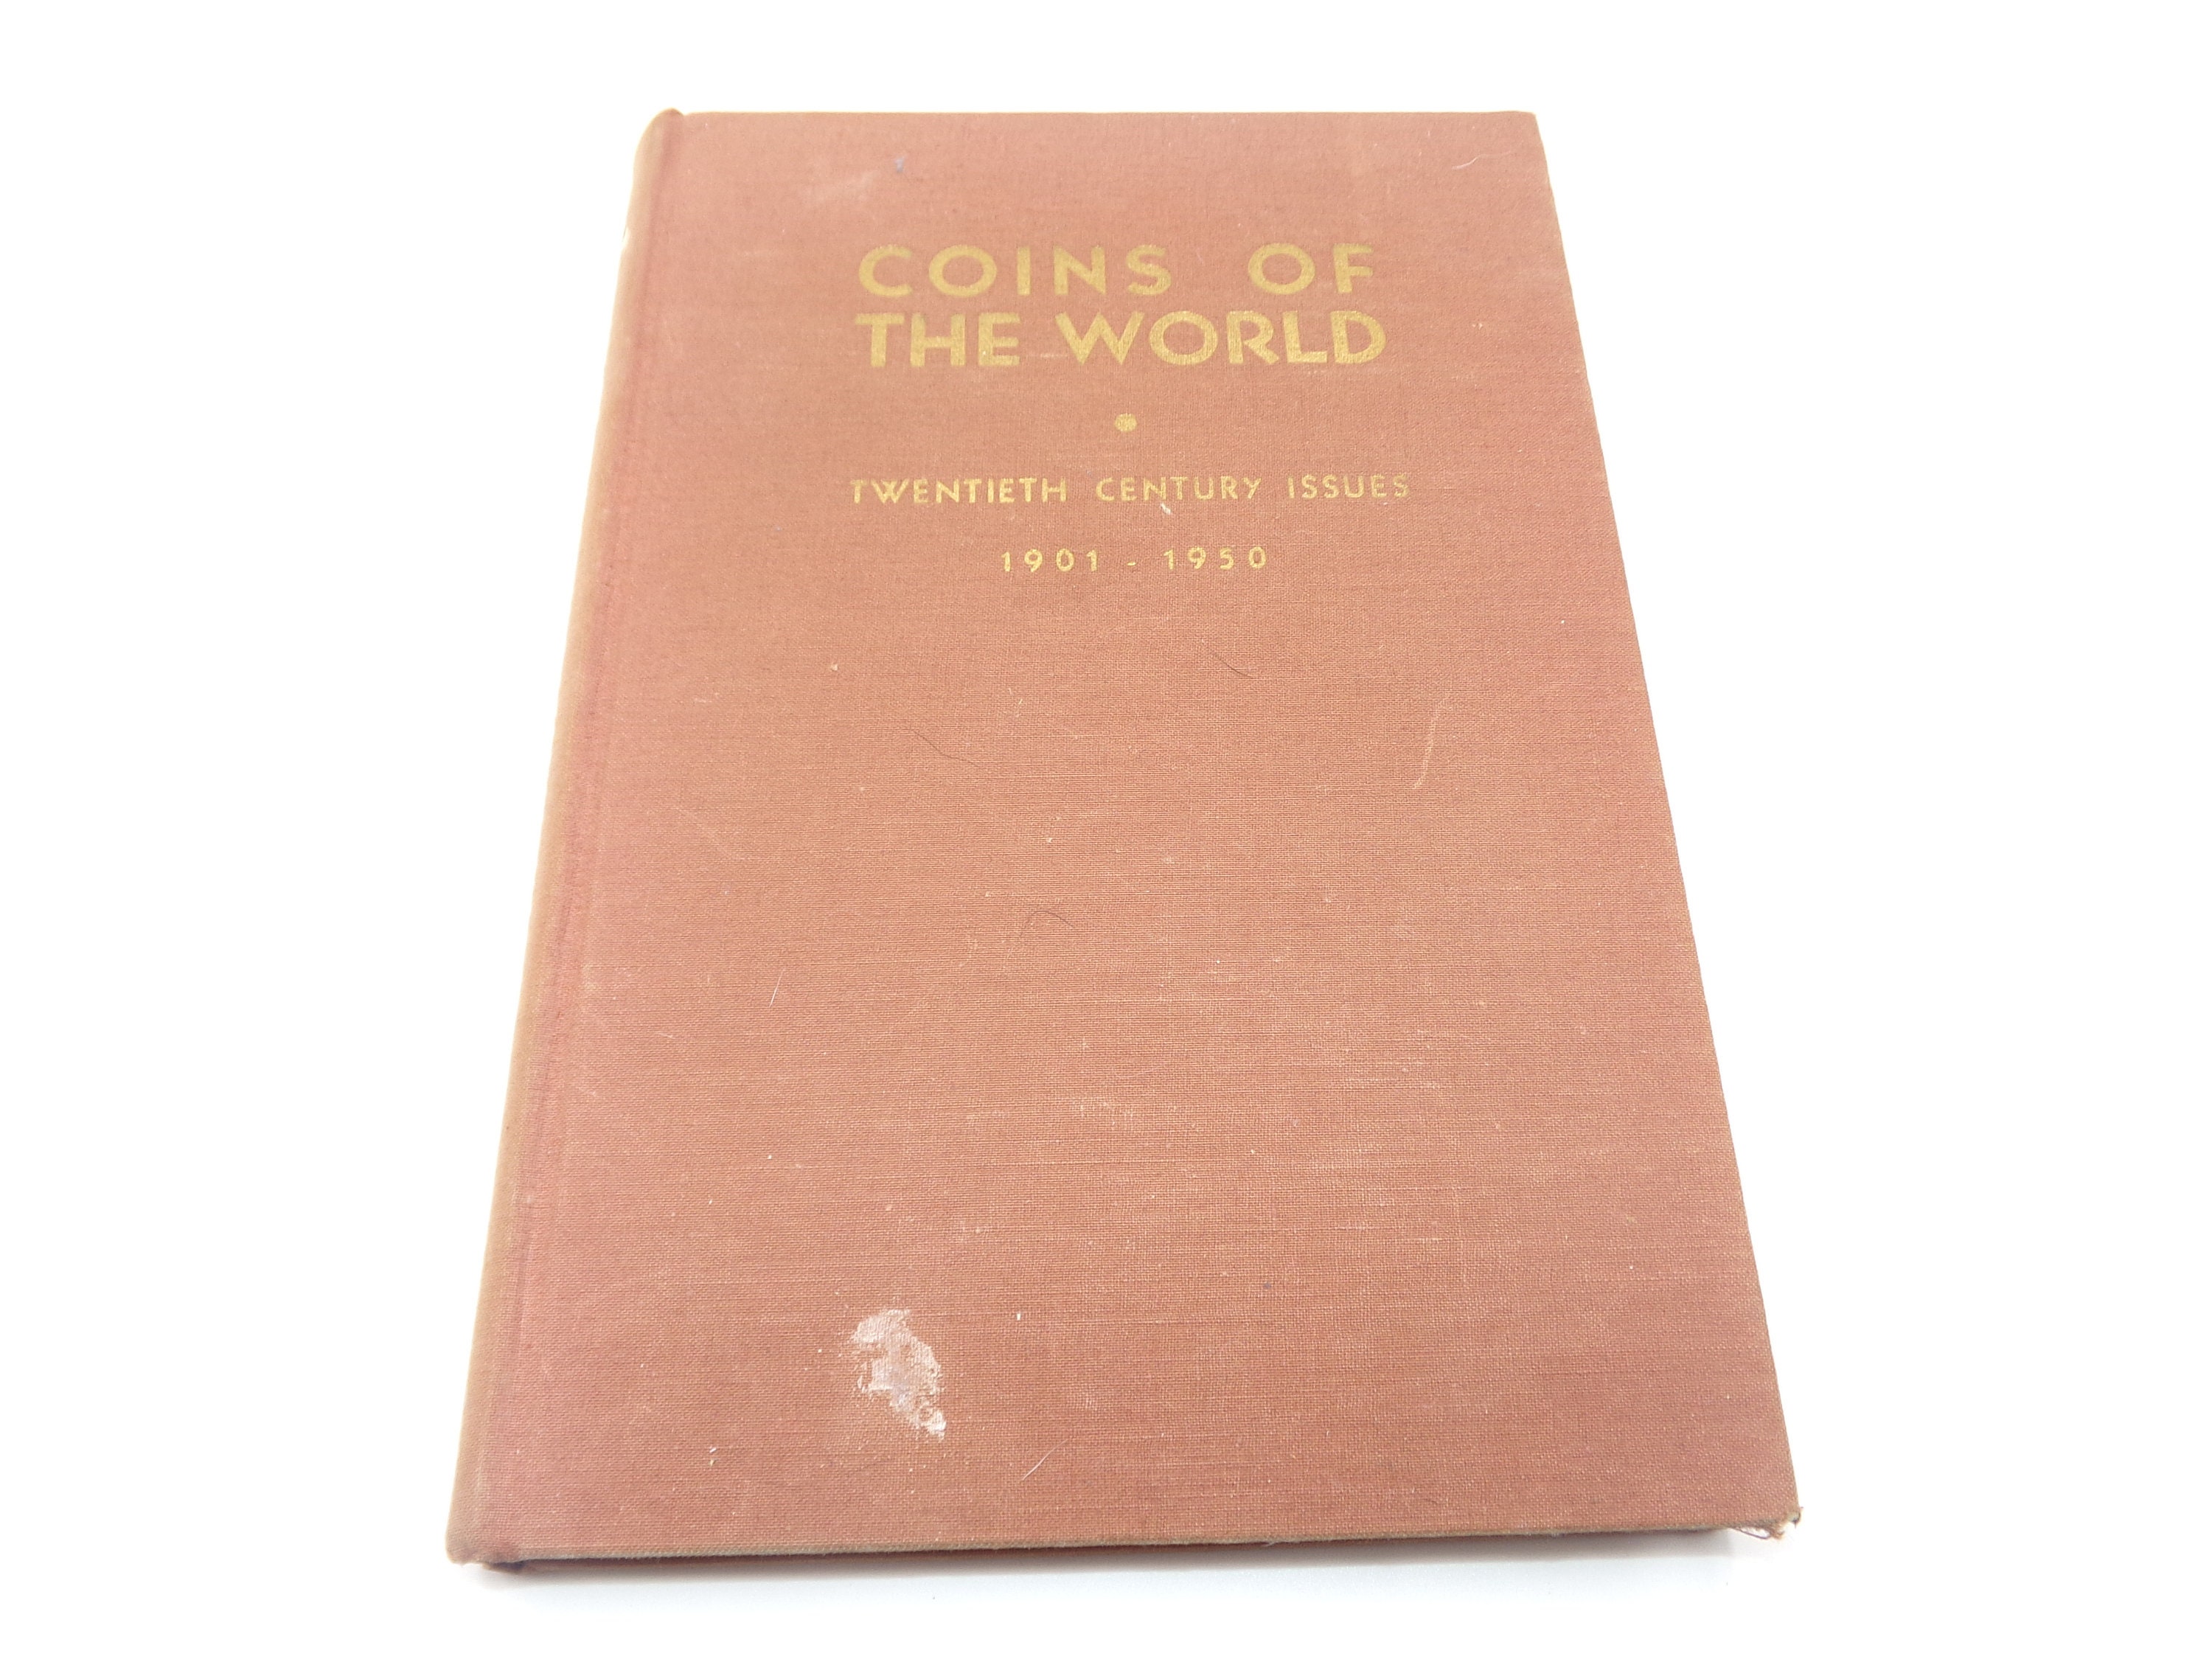 COINS OF
THE WORLD
TWENTIETH CENTURY ISSUES
1901 - 1950